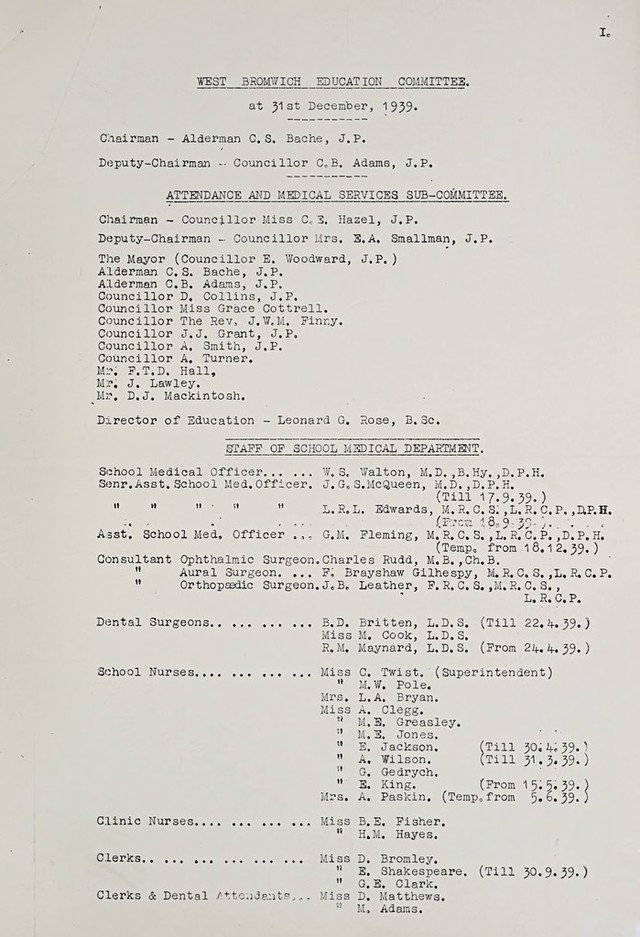 I.
WEST BROMWICH EDUCATION COMMITTEE.
at 31st December, 1939.
Chairman - Alderman C.S. Bache, J.P.
Deputy-Chairman - Councillor C.B. Adams, J.P.
ATTENDANCE AND MEDICAL SERVICES SUB-COMMITTEE.
Chairman - Councillor Miss C.E. Hazel, J.P.
Deputy-Chairman - Councillor Mrs. E.A. Smallman, J.P.
The Mayor (Councillor E. Woodward, J.P.)
Alderman C.S. Bache, J.P.
Alderman C.B. Adams, J.P.
Councillor D. Collins, J.P.
Councillor Miss Grace Cottrell.
Councillor The Rev. J.W.M. Finny.
Councillor J.J. Grant, J.P.
Councillor A. Smith, J.P.
Councillor A. Turner.
Mr. F.T.D. Hall,
Mr. J. Lawley.
Mr. D.J. Mackintosh.
Director of Education - Leonard G. Rose, B.Sc.
STAFF OF SCHOOL MEDICAL DEPARTMENT.
School Medical Officer... ... W.S. Walton, M.D.,B.Hy.,D.P.H.
Senr.Asst.School Med.Officer. J.G.S.McQueen, M.D.,D.P.H.
(Till 17.9.39.)
" " " " " L.R.L. Edwards, M.R.C.S.,L.R.C.P.,D.P.H.
(From 18.9.39.)
Asst. School Med. Officer ... G.M. Fleming, M.R.C.S.,L.R.C.P.,D.P.H.
(Temp. from 18.12.39.)
Consultant Ophthalmic Surgeon.Charles Rudd, M.B.,Ch.B.
" Aural Surgeon. ... F. Brayshaw Gilhespy, M.R.C.S.,L.R.C.P.
" Orthopædic Surgeon.J.B. Leather, F.R.C.S.,M.R.C.S.,
L.R.C.P.
Dental Surgeons.. ... ... ... B.D. Britten, L.D.S. (Till 22.4.39.)
Miss M. Cook, L.D.S.
R.M. Maynard, L.D.S. (From 24.4.39.)
School Nurses.... ... ... ... Miss C. Twist. (Superintendent)
" M.W. Pole.
Mrs. L.A. Bryan.
Miss A. Clegg.
" M.E. Greasley.
" M.E. Jones.
" E. Jackson. (Till 30.4.39.)
" A. Wilson. (Till 31.3.39.)
" G. Gedrych.
" E. King. (From 15.5.39.)
Mrs. A. Paskin. (Temp.from 5.6.39.)
Clinic Nurses.... ... ... ... Miss B.E. Fisher.
" H.M. Hayes.
Clerks.. ... ... ... ... ... Miss D. Bromley.
" E. Shakespeare. (Till 30.9.39.)
" G.E. Clark.
Clerks & Dental Attendants... Miss D. Matthews.
" M. Adams.